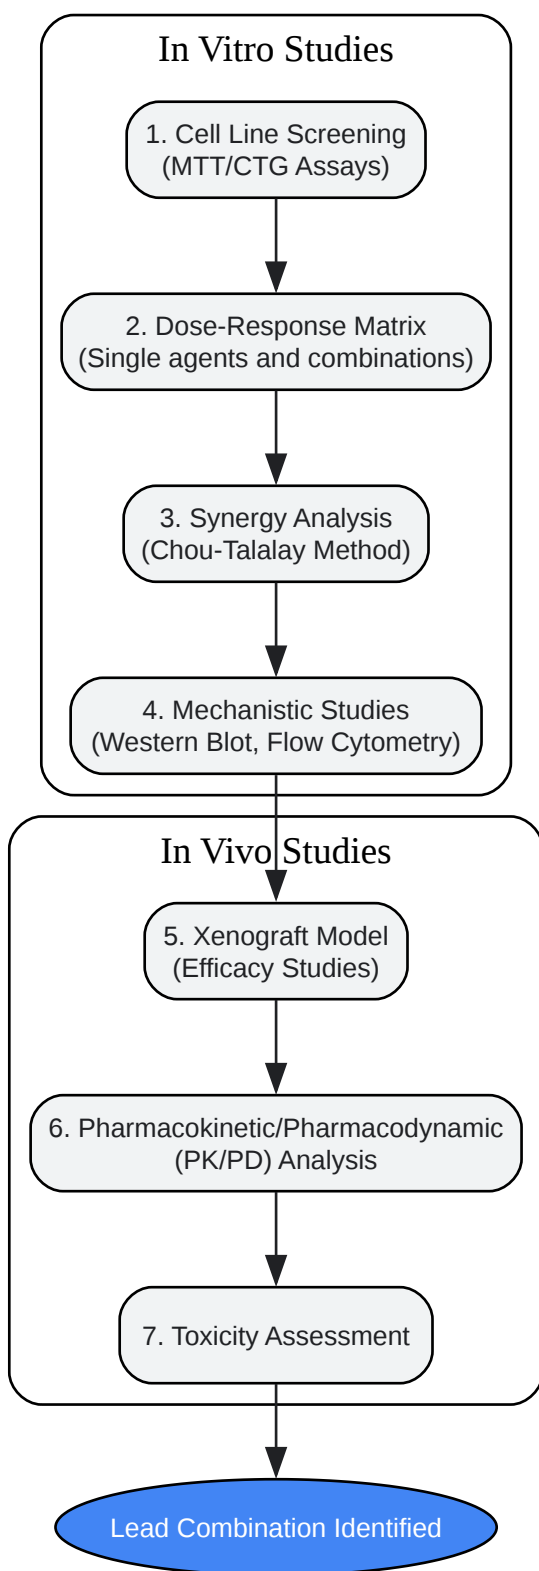 In Vitro Studies
1. Cell Line Screening
(MTT/CTG Assays)
2. Dose-Response Matrix
(Single agents and combinations)
3. Synergy Analysis
(Chou-Talalay Method)
4. Mechanistic Studies
(Western Blot, Flow Cytometry)
In Vivo Studies
5. Xenograft Model
(Efficacy Studies)
6. Pharmacokinetic/Pharmacodynamic
(PK/PD) Analysis
7. Toxicity Assessment
Lead Combination Identified